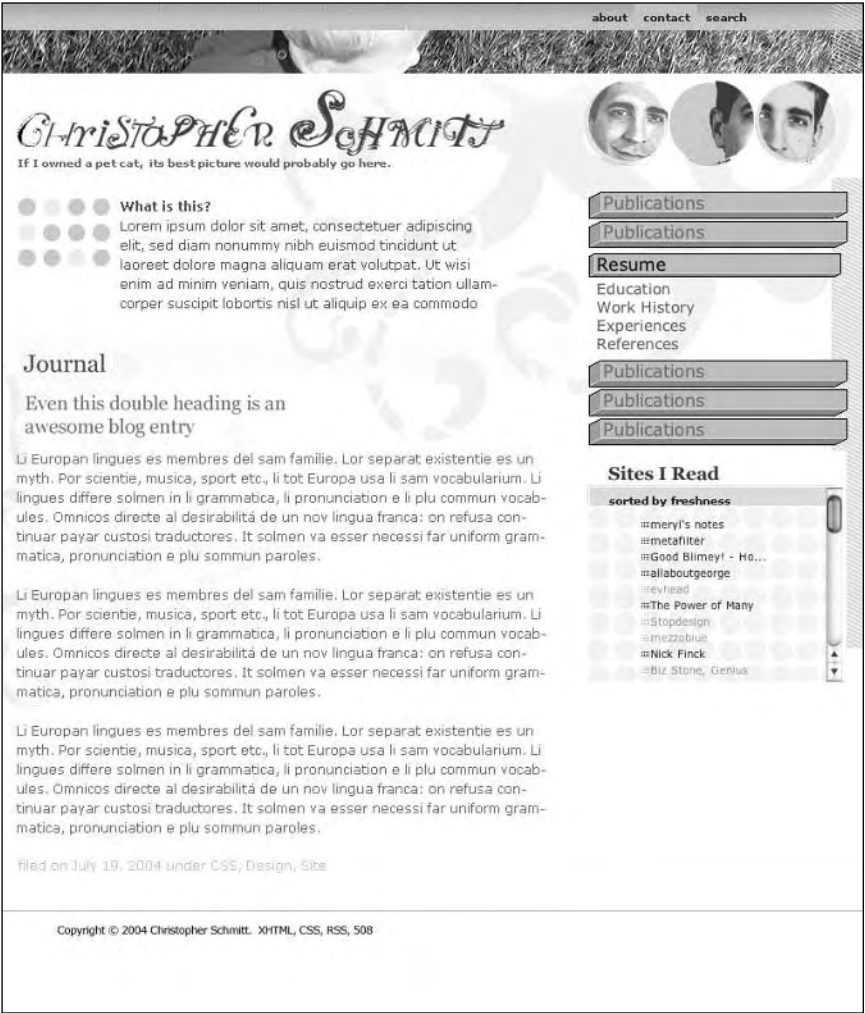 about contact search
CHRISTOPHER SCHMITT
If I owned a pet cat, its best picture would probably go here.
What is this?
Lorem ipsum dolor sit amet, consectetuer adipiscing
elit, sed diam nonummy nibh euismod tincidunt ut
laoreet dolore magna aliquam erat volutpat. Ut wisi
enim ad minim veniam, quis nostrud exerci tation ullam-
corper suscipit lobortis nisl ut aliquip ex ea commodo
Journal
Even this double heading is an
awesome blog entry
Li Europan lingues es membres del sam familie. Lor separat existentie es un
myth. Por scientie, musica, sport etc., li tot Europa usa li sam vocabularium. Li
lingues differe solmen in li grammatica, li pronunciation e li plu commun vocab-
ules. Omnicos directe al desirabilitá de un nov lingua franca: on refusa con-
tinuar payar custosi traductores. It solmen va esser necessi far uniform gram-
matica, pronunciation e plu sommun paroles.
Li Europan lingues es membres del sam familie. Lor separat existentie es un
myth. Por scientie, musica, sport etc., li tot Europa usa li sam vocabularium. Li
lingues differe solmen in li grammatica, li pronunciation e li plu commun vocab-
ules. Omnicos directe al desirabilitá de un nov lingua franca: on refusa con-
tinuar payar custosi traductores. It solmen va esser necessi far uniform gram-
matica, pronunciation e plu sommun paroles.
Li Europan lingues es membres del sam familie. Lor separat existentie es un
myth. Por scientie, musica, sport etc., li tot Europa usa li sam vocabularium. Li
lingues differe solmen in li grammatica, li pronunciation e li plu commun vocab-
ules. Omnicos directe al desirabilitá de un nov lingua franca: on refusa con-
tinuar payar custosi traductores. It solmen va esser necessi far uniform gram-
matica, pronunciation e plu sommun paroles.
filed on July 19, 2004 under CSS, Design, Site
Publications
Publications
Resume
Education
Work History
Experiences
References
Publications
Publications
Publications
Sites I Read
sorted by freshness
meryl's notes
metafilter
Good Blimey! - Ho...
allaboutgeorge
evhead
The Power of Many
Stopdesign
mezzoblue
Nick Finck
Biz Stone, Genius
Copyright © 2004 Christopher Schmitt. XHTML, CSS, RSS, 508